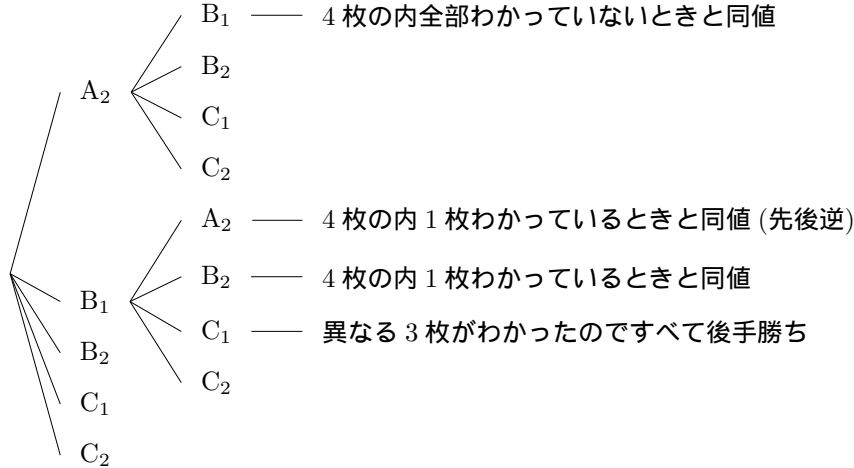 B₁ 4 枚の内全部わかっていないときと同値
B₂
A₂
C₁
C₂
A₂ 4 枚の内 1 枚わかっているときと同値 (先後逆)
B₂ 4 枚の内 1 枚わかっているときと同値
B₁
C₁ 異なる 3 枚がわかったのですべて後手勝ち
B₂
C₂
C₁
C₂